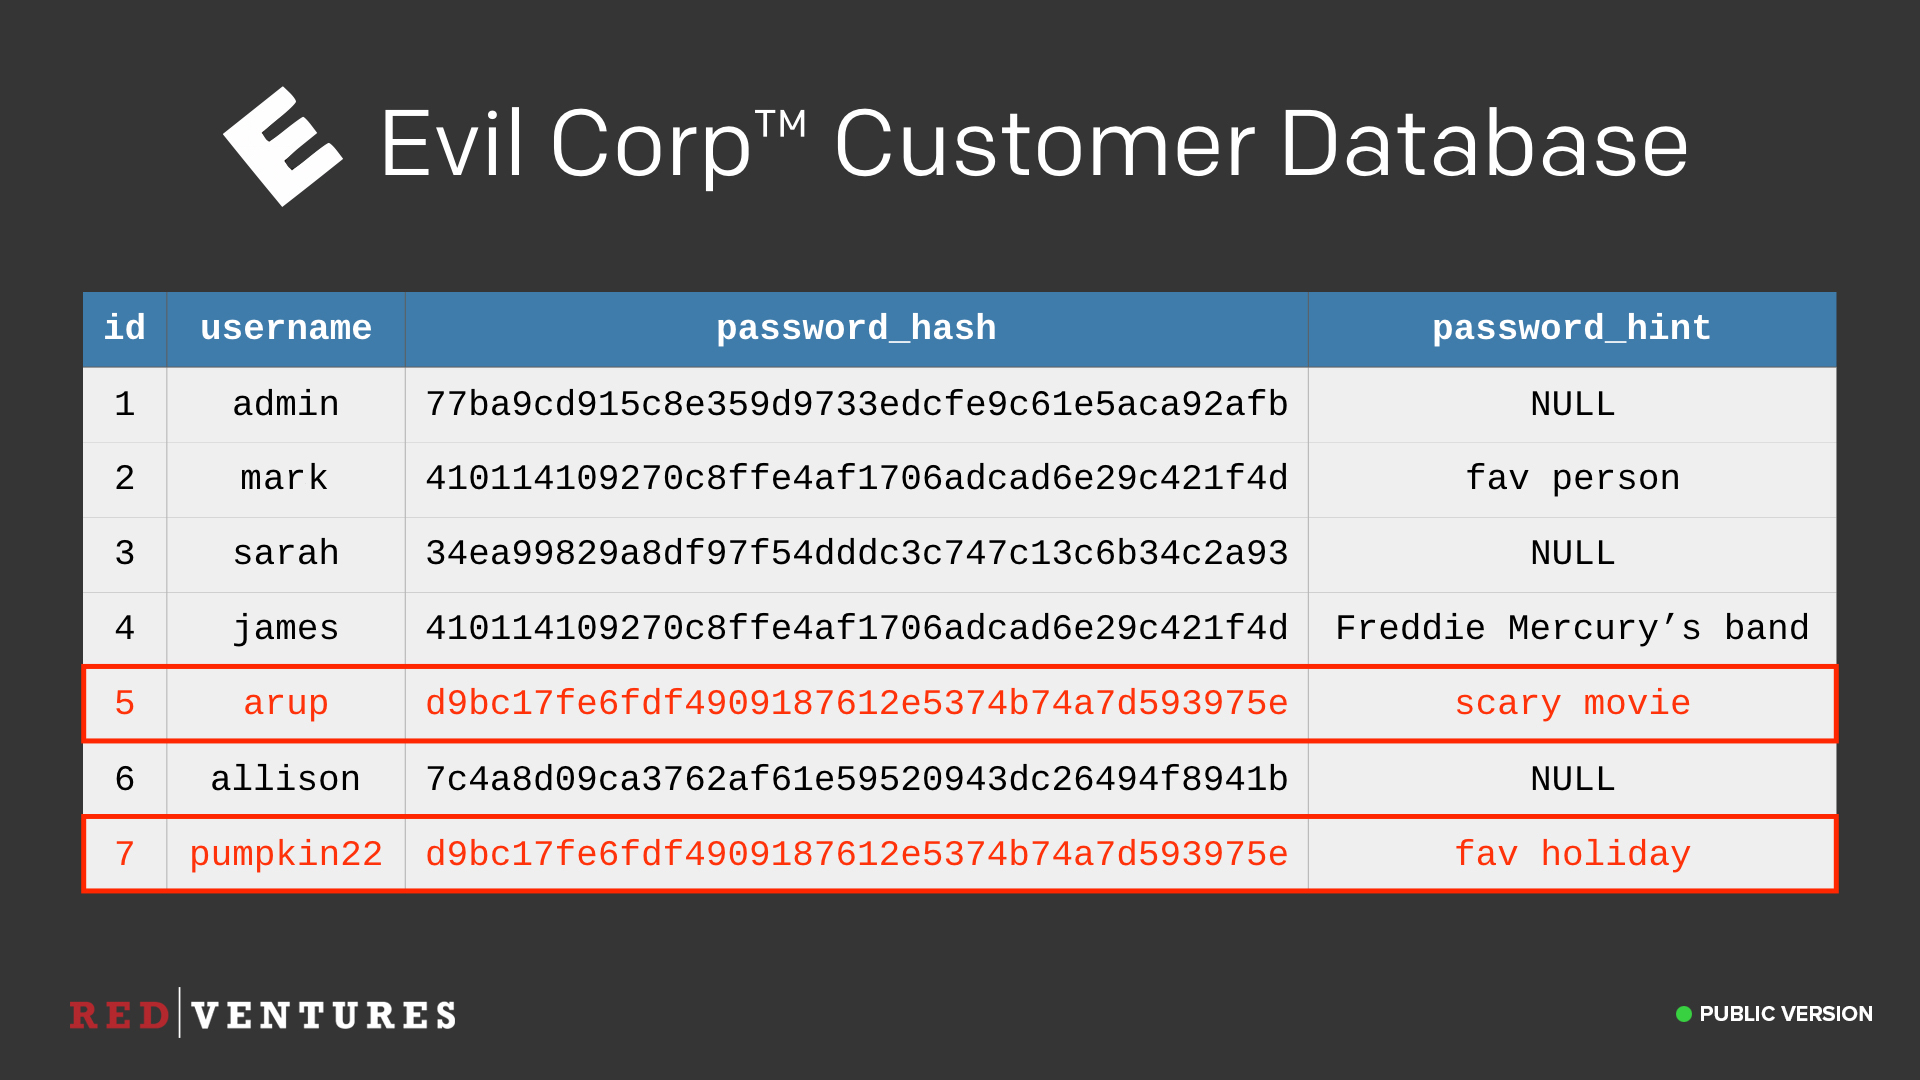 Evil Corp™ Customer Database
id username password_hash password_hint
1 admin 77ba9cd915c8e359d9733edcfe9c61e5aca92afb NULL
2 mark 410114109270c8ffe4af1706adcad6e29c421f4d fav person
3 sarah 34ea99829a8df97f54dddc3c747c13c6b34c2a93 NULL
4 james 410114109270c8ffe4af1706adcad6e29c421f4d Freddie Mercury’s band
5 arup d9bc17fe6fdf4909187612e5374b74a7d593975e scary movie
6 allison 7c4a8d09ca3762af61e59520943dc26494f8941b NULL
7 pumpkin22 d9bc17fe6fdf4909187612e5374b74a7d593975e fav holiday
RED VENTURES
PUBLIC VERSION